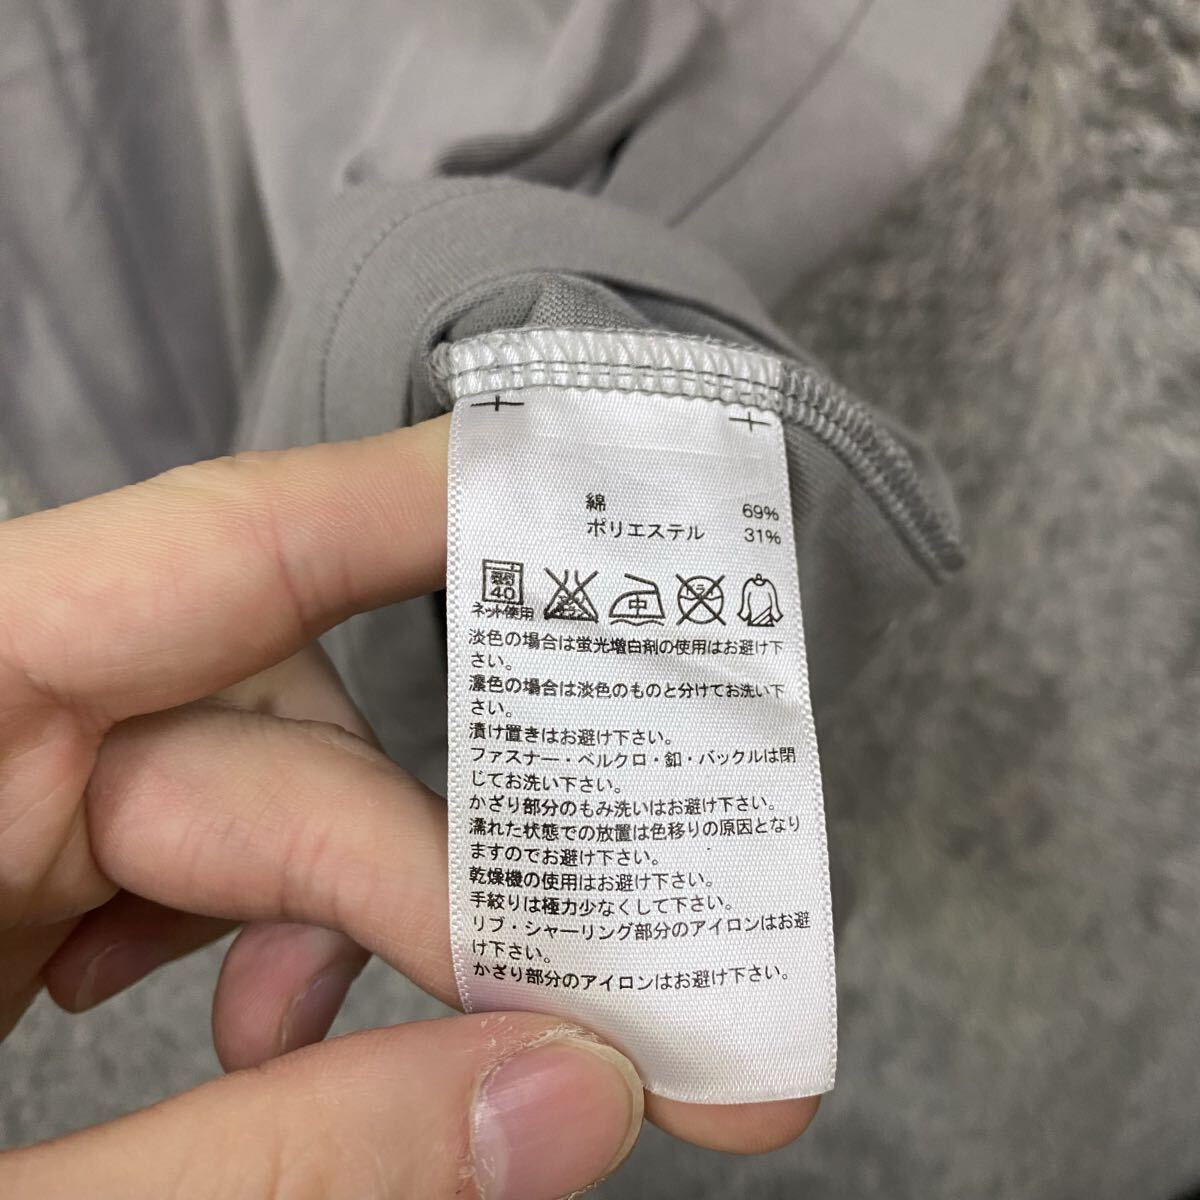 綿 69%
ポリエステル 31%
弱
40
中
ネット使用
淡色の場合は蛍光増白剤の使用はお避け下
さい。
濃色の場合は淡色のものと分けてお洗い下
さい。
漬け置きはお避け下さい。
ファスナー・ベルクロ・釦・バックルは閉
じてお洗い下さい。
かざり部分のもみ洗いはお避け下さい。
濡れた状態での放置は色移りの原因となり
ますのでお避け下さい。
乾燥機の使用はお避け下さい。
手絞りは極力少なくして下さい。
リブ・シャーリング部分のアイロンはお避
け下さい。
かざり部分のアイロンはお避け下さい。